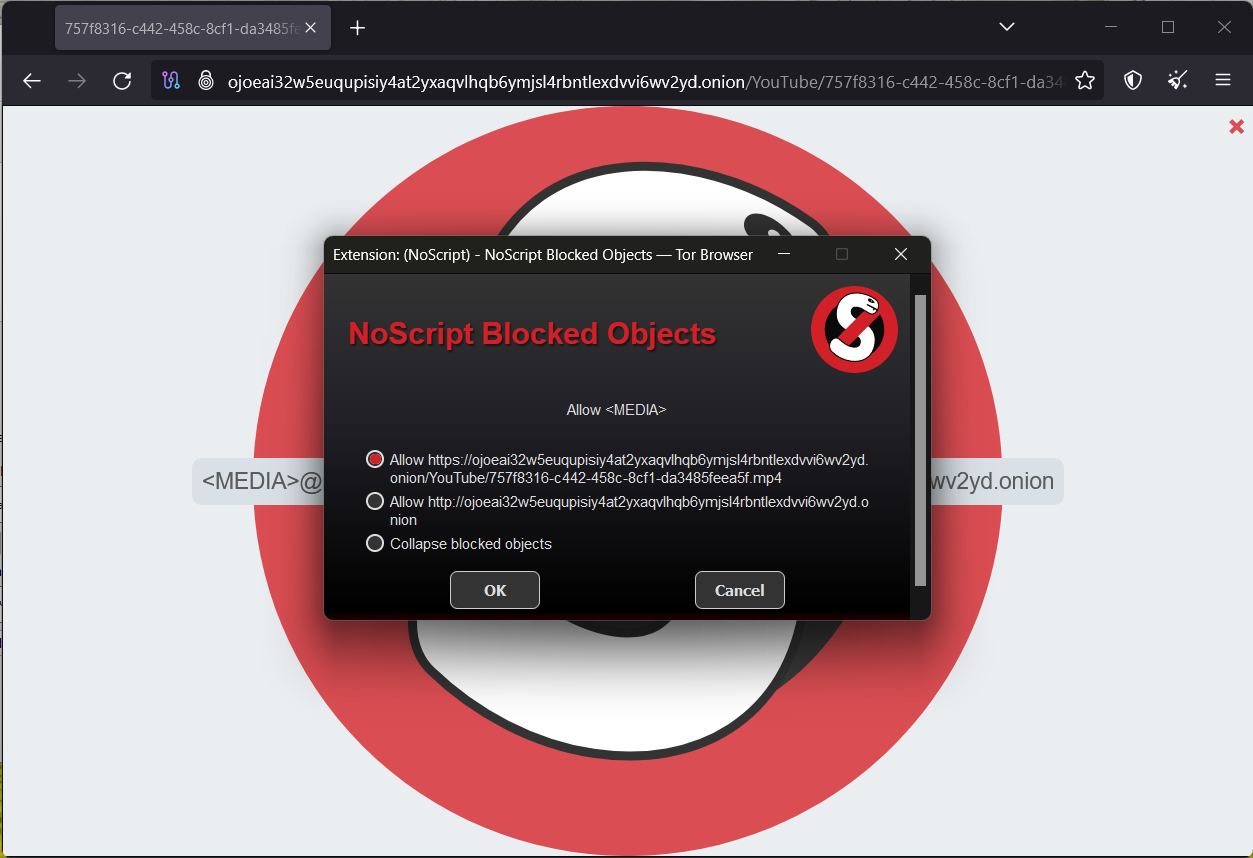 757f8316-c442-458c-8cf1-da3485fe
ojoeai32w5euqupisiy4at2yxaqvlhqb6ymjsl4rbntlexdvvi6wv2yd.onion/YouTube/757f8316-c442-458c-8cf1-da34
Extension: (NoScript) - NoScript Blocked Objects — Tor Browser
NoScript Blocked Objects
Allow <MEDIA>
Allow https://ojoeai32w5euqupisiy4at2yxaqvlhqb6ymjsl4rbntlexdvvi6wv2yd.
onion/YouTube/757f8316-c442-458c-8cf1-da3485feea5f.mp4
<MEDIA>@
wv2yd.onion
Allow http://ojoeai32w5euqupisiy4at2yxaqvlhqb6ymjsl4rbntlexdvvi6wv2yd.o
nion
Collapse blocked objects
OK
Cancel